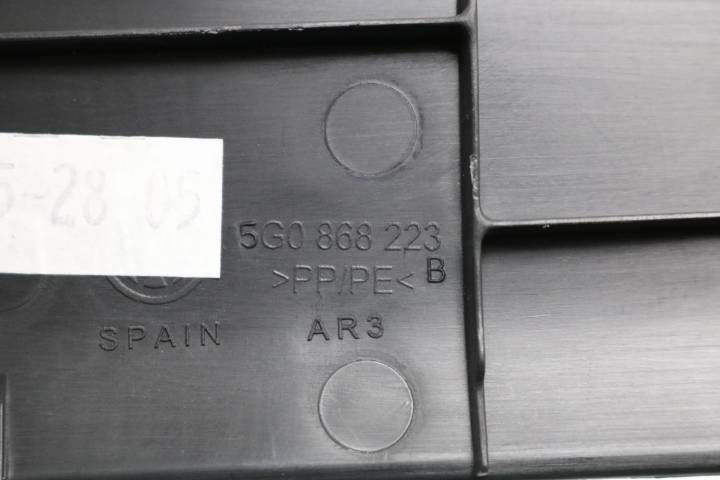 5-28 05
5G0 868 223
>PP/PE< B
SPAIN AR3